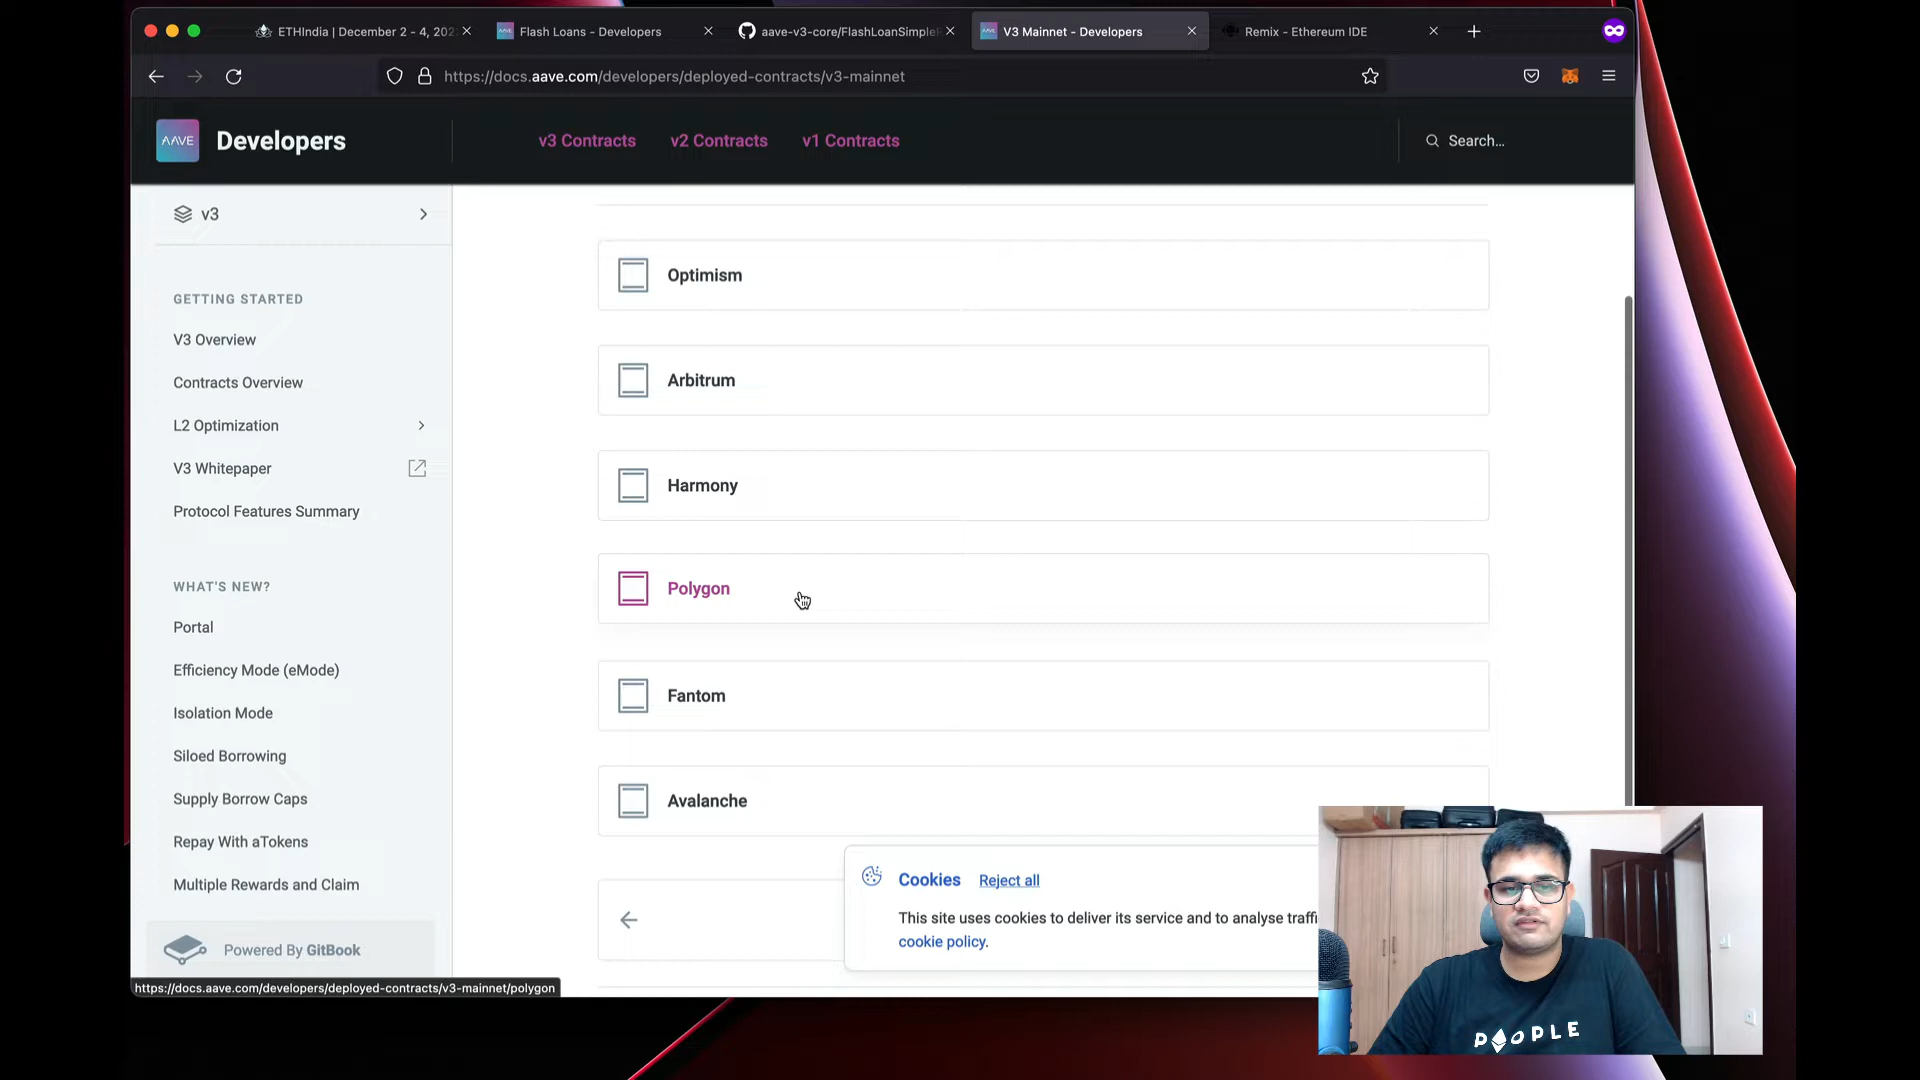 ETHIndia | December 2 - 4, 202
Flash Loans - Developers
aave-v3-core/FlashLoanSimple
V3 Mainnet - Developers
Remix - Ethereum IDE
https://docs.aave.com/developers/deployed-contracts/v3-mainnet
AAVE
Developers
v3 Contracts
v2 Contracts
v1 Contracts
Search...
v3
GETTING STARTED
V3 Overview
Contracts Overview
L2 Optimization
V3 Whitepaper
Protocol Features Summary
WHAT'S NEW?
Portal
Efficiency Mode (eMode)
Isolation Mode
Siloed Borrowing
Supply Borrow Caps
Repay With aTokens
Multiple Rewards and Claim
Powered By GitBook
https://docs.aave.com/developers/deployed-contracts/v3-mainnet/polygon
Optimism
Arbitrum
Harmony
Polygon
Fantom
Avalanche
Cookies Reject all
This site uses cookies to deliver its service and to analyse traffi
cookie policy.
PEOPLE